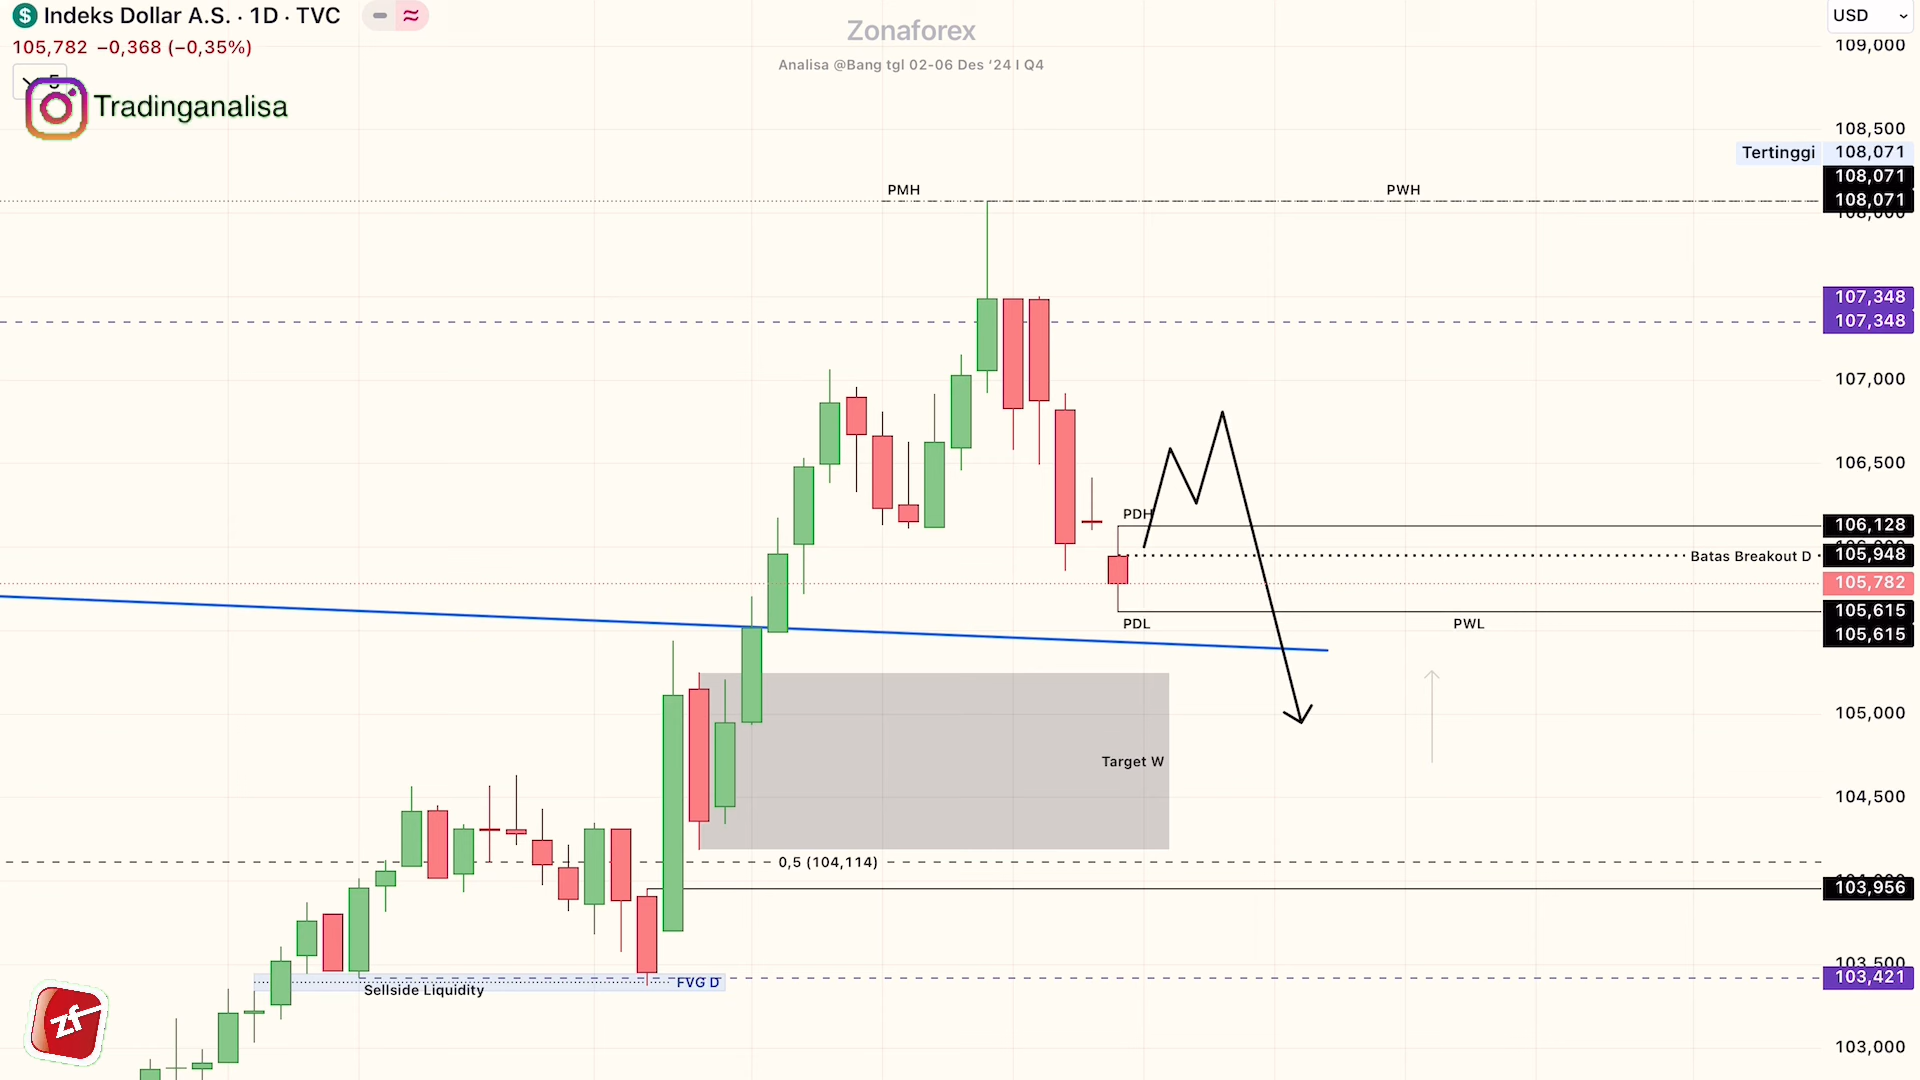 Indeks Dollar A.S. · 1D · TVC
105,782 −0,368 (−0,35%)
5
Tradinganalisa
Zonaforex
Analisa @Bang tgl 02-06 Des ‘24 I Q4
USD
109,000
108,500
Tertinggi 108,071
108,071
108,071
108,000
PMH
PWH
107,348
107,348
107,000
106,500
PDH
106,128
Batas Breakout D 105,948
105,782
105,615
105,615
PDL
PWL
105,000
Target W
104,500
0,5 (104,114)
103,956
103,500
103,421
FVG D
Sellside Liquidity
zf
103,000